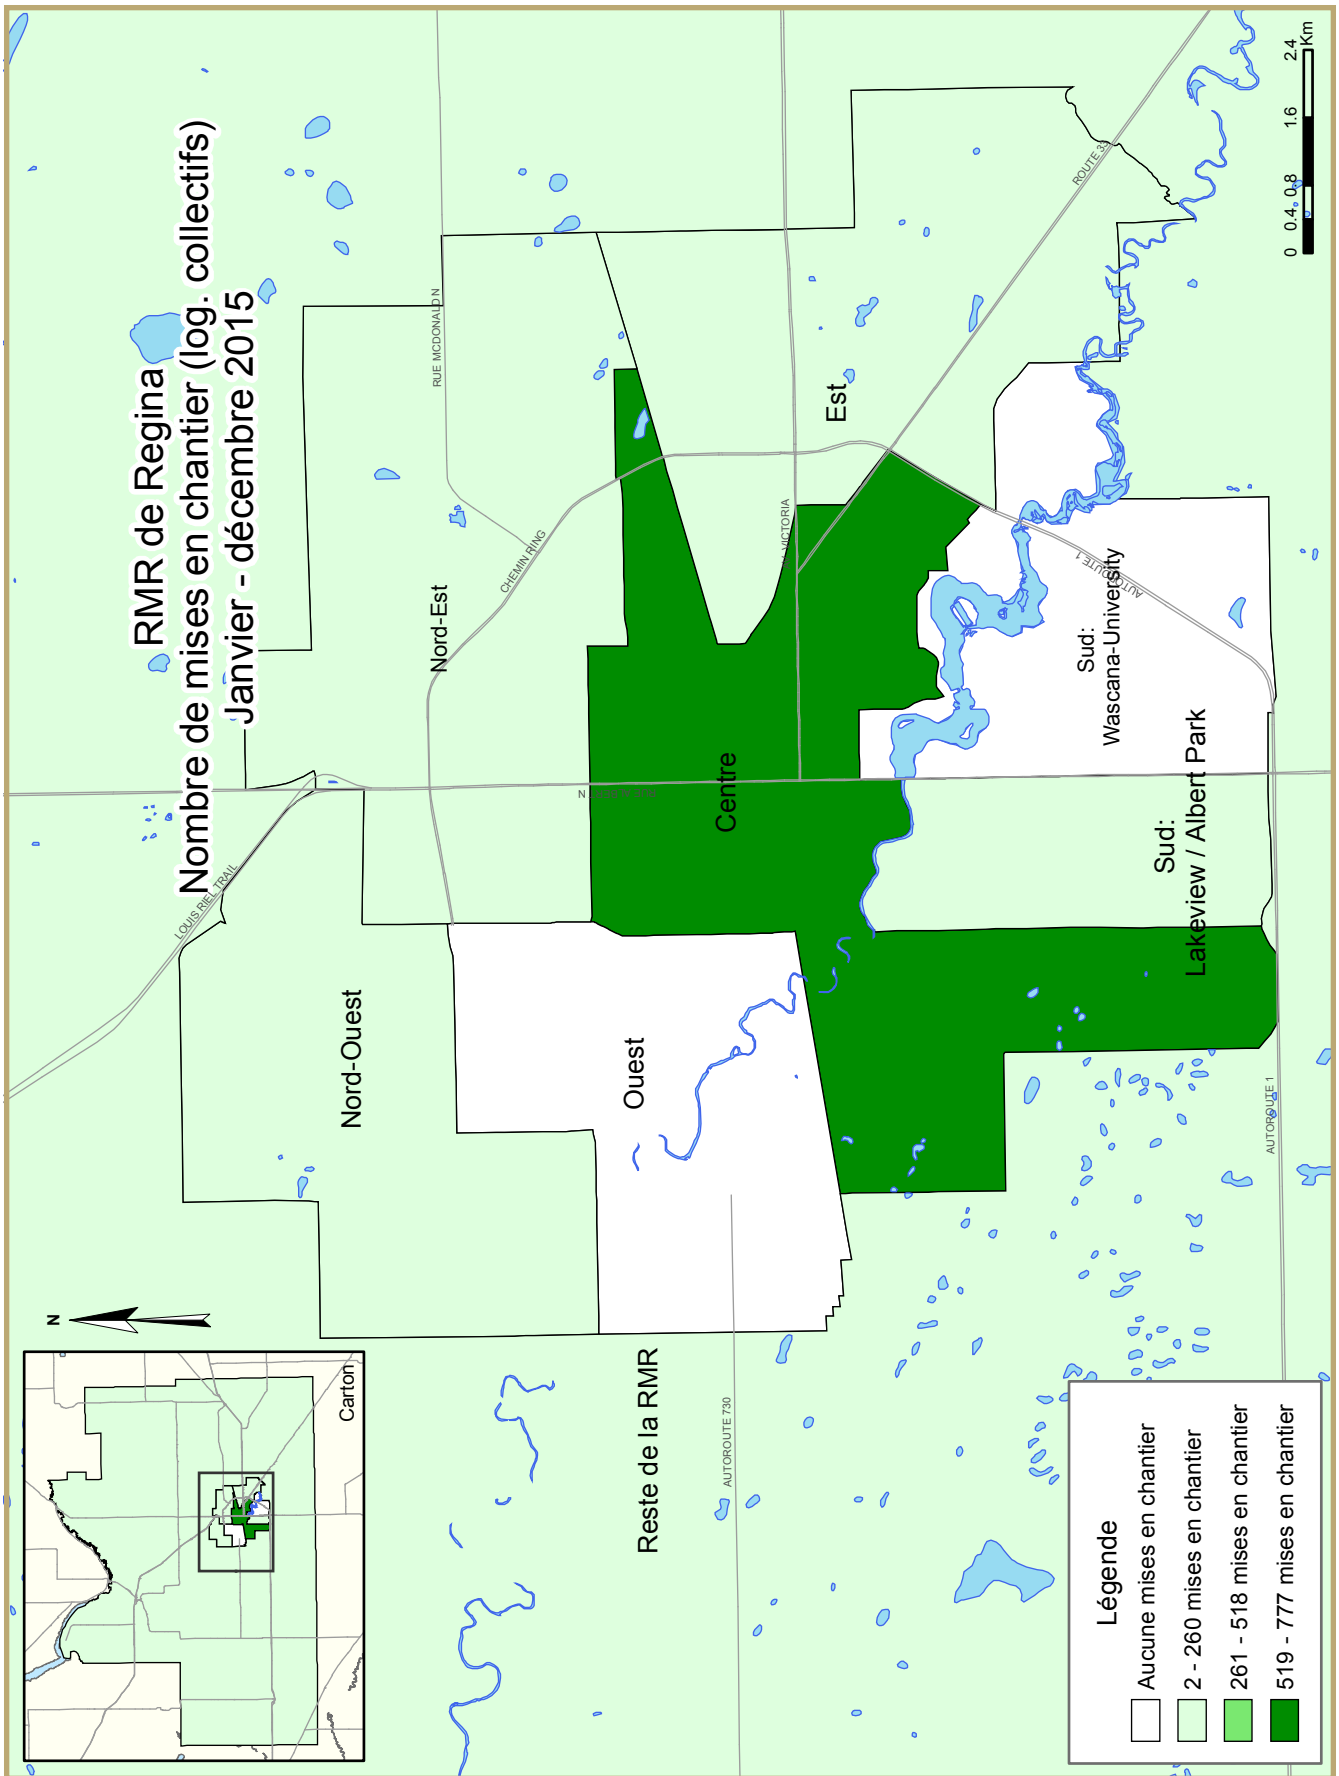 RMR de Regina
Nombre de mises en chantier (log. collectifs)
Janvier - décembre 2015
Carton
N
LOUIS RIEL TRAIL
RUE MCDONALD N
CHEMIN RING
Nord-Ouest
Nord-Est
Ouest
Centre
VICTORIA
Est
ROUTE 33
Reste de la RMR
AUTOROUTE 730
N
Sud:
Wascana-University
AUTOROUTE 1
Sud:
Lakeview / Albert Park
AUTOROUTE 1
Légende
Aucune mises en chantier
2 - 260 mises en chantier
261 - 518 mises en chantier
519 - 777 mises en chantier
0 0.4 0.8 1.6 2.4
Km